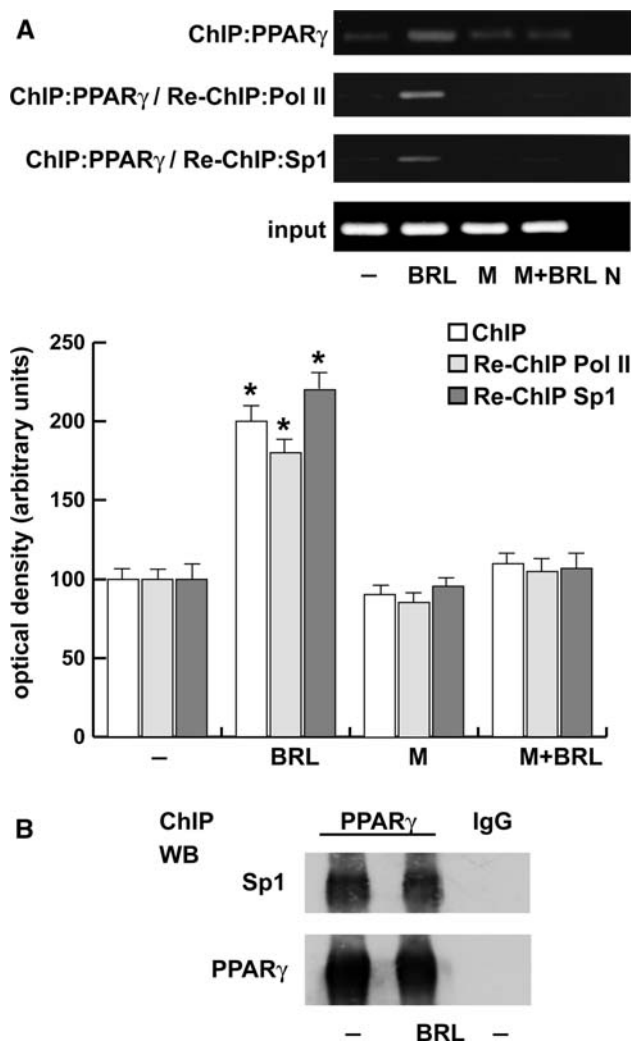 A
ChIP:PPARγ
ChIP:PPARγ / Re-ChIP:Pol II
ChIP:PPARγ / Re-ChIP:Sp1
input
– BRL M M+BRL N
optical density (arbitrary units)
250
200
150
100
50
0
ChIP
Re-ChIP Pol II
Re-ChIP Sp1
* * *
– BRL M M+BRL
B
ChIP PPARγ IgG
WB
Sp1
PPARγ
– BRL –